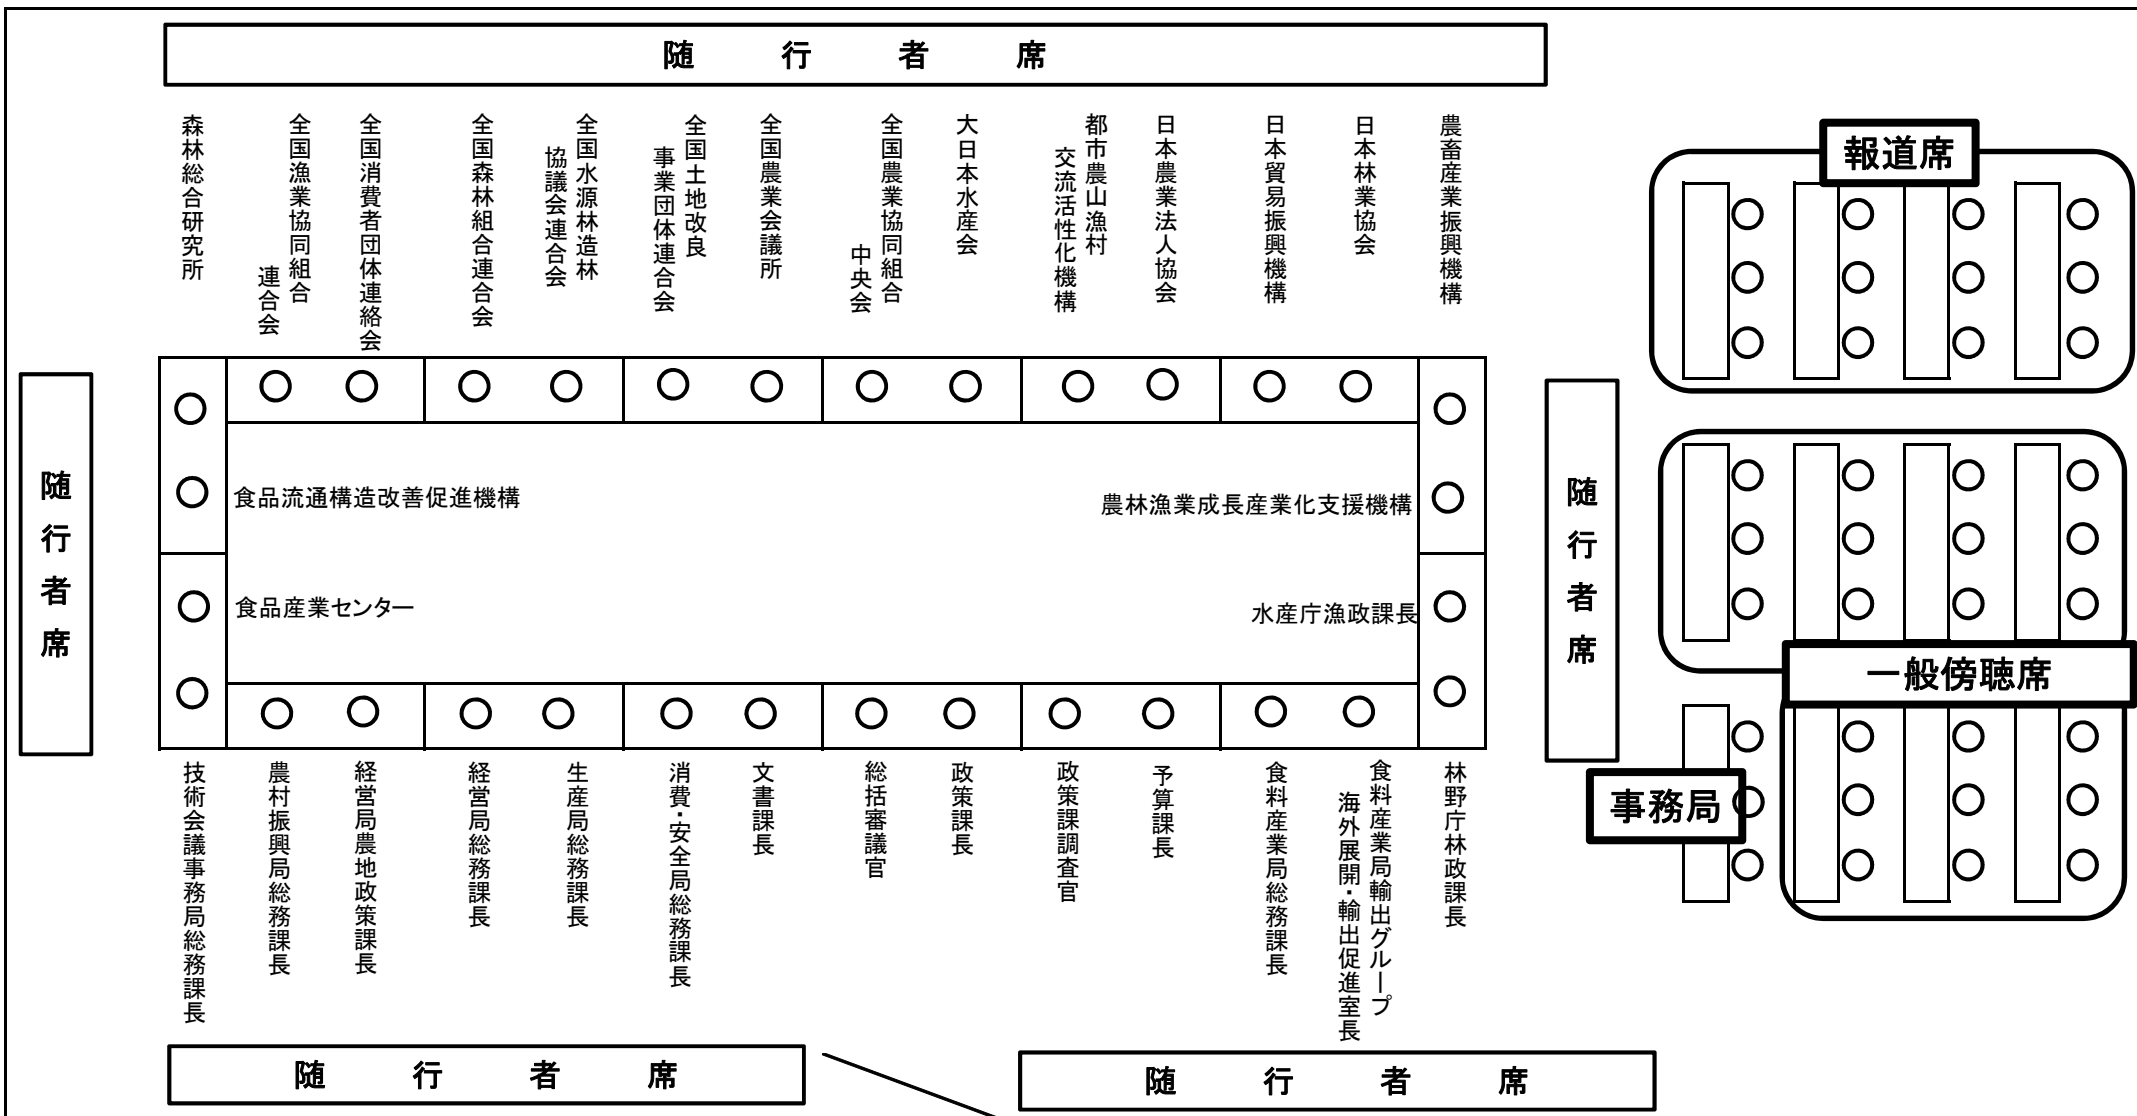 随行者席
森林総合研究所
全国漁業協同組合
連合会
全国消費者団体連絡会
全国森林組合連合会
全国水源林造林
協議会連合会
全国土地改良
事業団体連合会
全国農業会議所
全国農業協同組合
中央会
大日本水産会
都市農山漁村
交流活性化機構
日本農業法人協会
日本貿易振興機構
日本林業協会
農畜産業振興機構
報道席
随行者席
食品流通構造改善促進機構
農林漁業成長産業化支援機構
食品産業センター
水産庁漁政課長
随行者席
一般傍聴席
事務局
技術会議事務局総務課長
農村振興局総務課長
経営局農地政策課長
経営局総務課長
生産局総務課長
消費・安全局総務課長
文書課長
総括審議官
政策課長
政策課調査官
予算課長
食料産業局総務課長
食料産業局輸出グループ
海外展開・輸出促進室長
林野庁林政課長
随行者席
随行者席